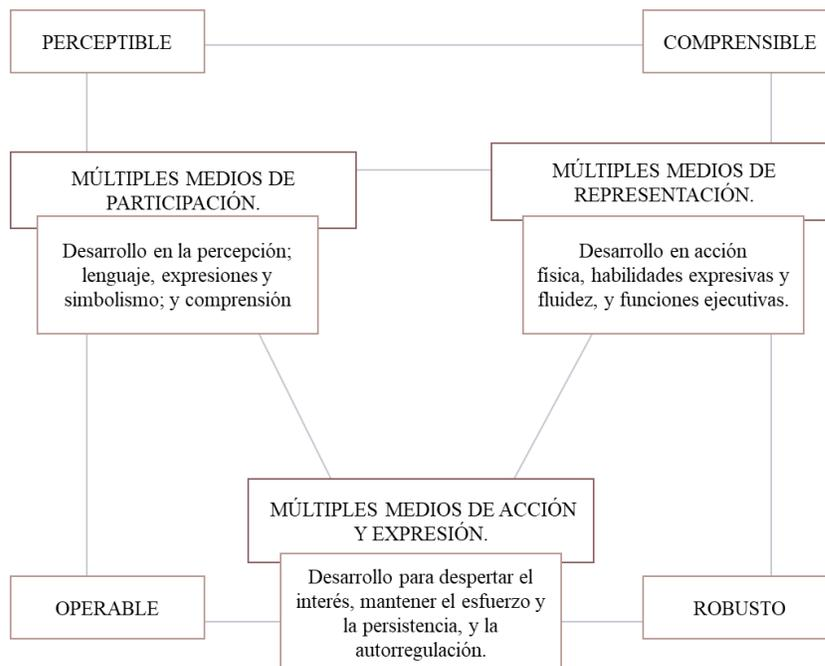 PERCEPTIBLE
COMPRENSIBLE
MÚLTIPLES MEDIOS DE
PARTICIPACIÓN.
Desarrollo en la percepción;
lenguaje, expresiones y
simbolismo; y comprensión
MÚLTIPLES MEDIOS DE
REPRESENTACIÓN.
Desarrollo en acción
física, habilidades expresivas y
fluidez, y funciones ejecutivas.
MÚLTIPLES MEDIOS DE ACCIÓN
Y EXPRESIÓN.
Desarrollo para despertar el
interés, mantener el esfuerzo y
la persistencia, y la
autorregulación.
OPERABLE
ROBUSTO